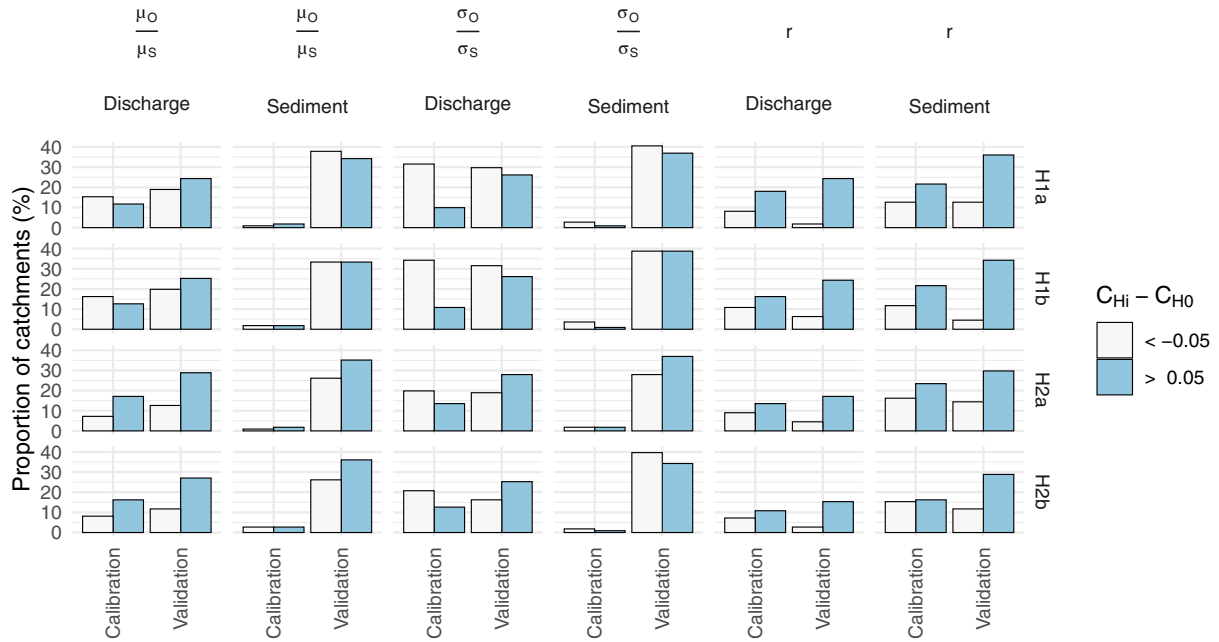 μO μO σO σO
μS μS σS σS r r
Discharge Sediment Discharge Sediment Discharge Sediment
Proportion of catchments (%)
40
30
20
10
0
H1a
40
30
20
10
0
H1b
40
30
20
10
0
H2a
40
30
20
10
0
H2b
Calibration Validation Calibration Validation Calibration Validation Calibration Validation Calibration Validation Calibration Validation
CHi − CH0
< −0.05
> 0.05